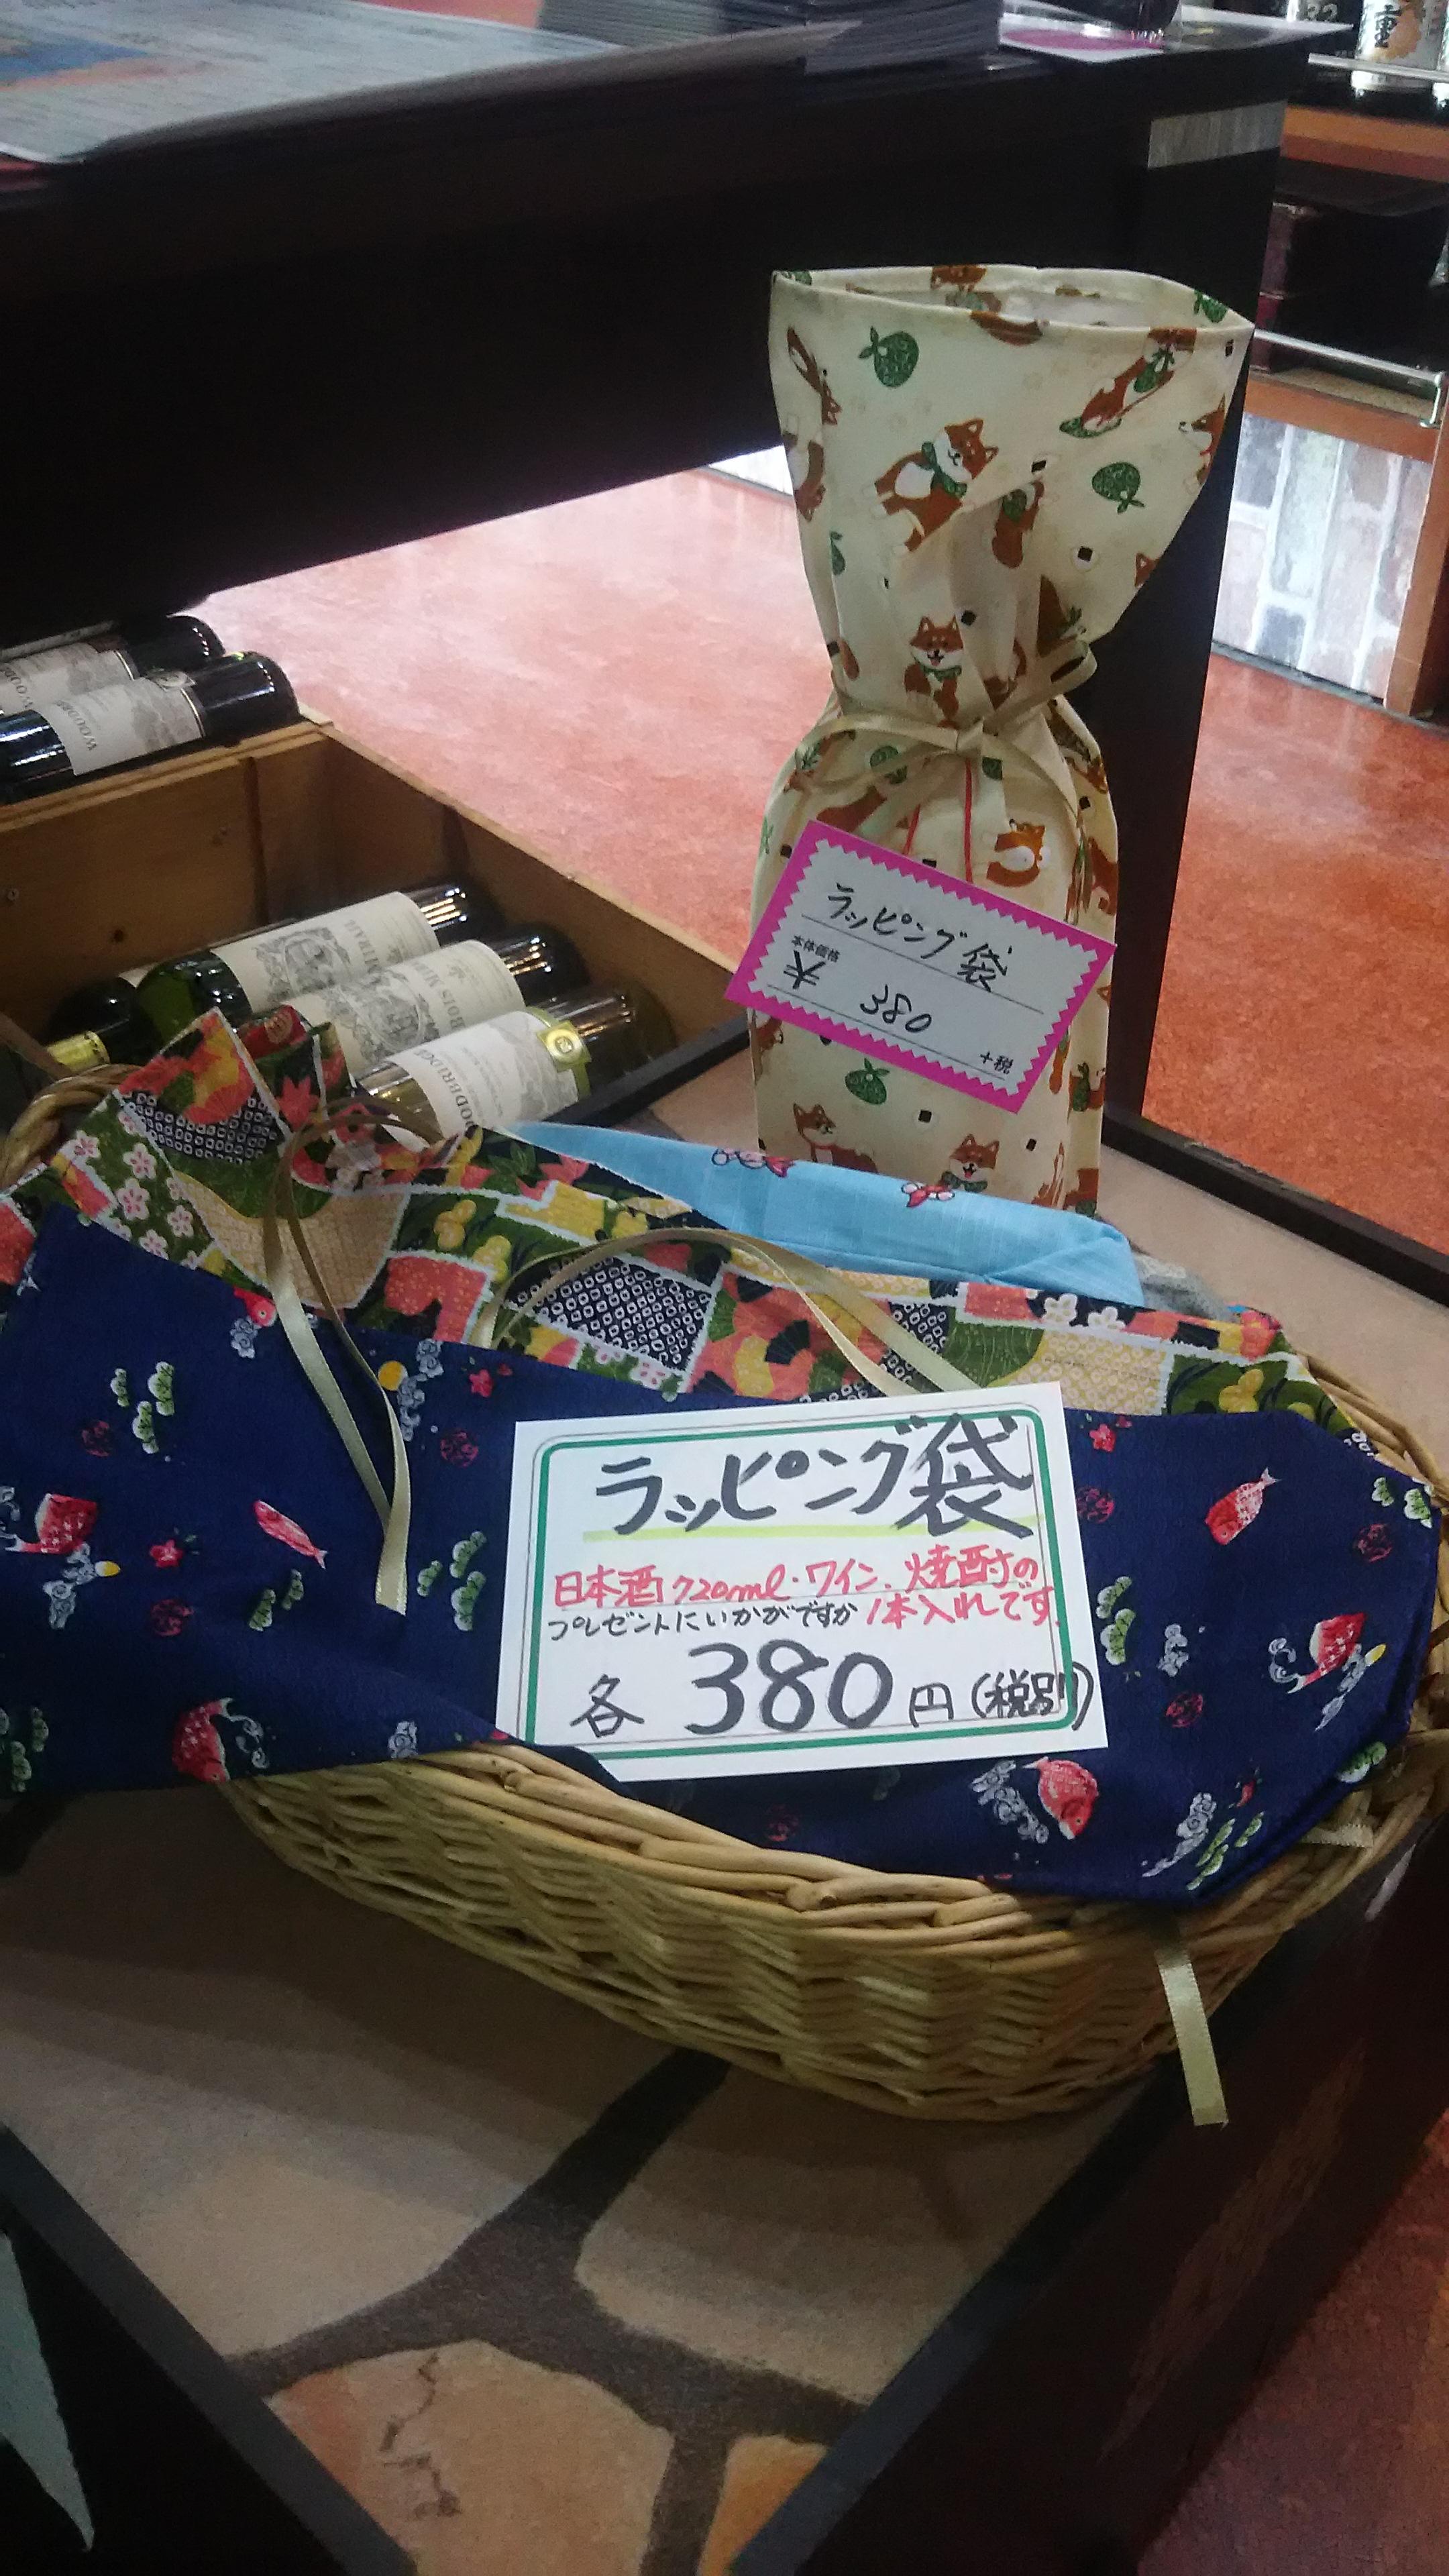 ラッピング袋
本体価格
¥ 380
+税
WOODBRIDGE
ラッピング袋
日本酒720ml・ワイン、焼酎の
プレゼントにいかがですか 1本入れです。
各 380円(税別)